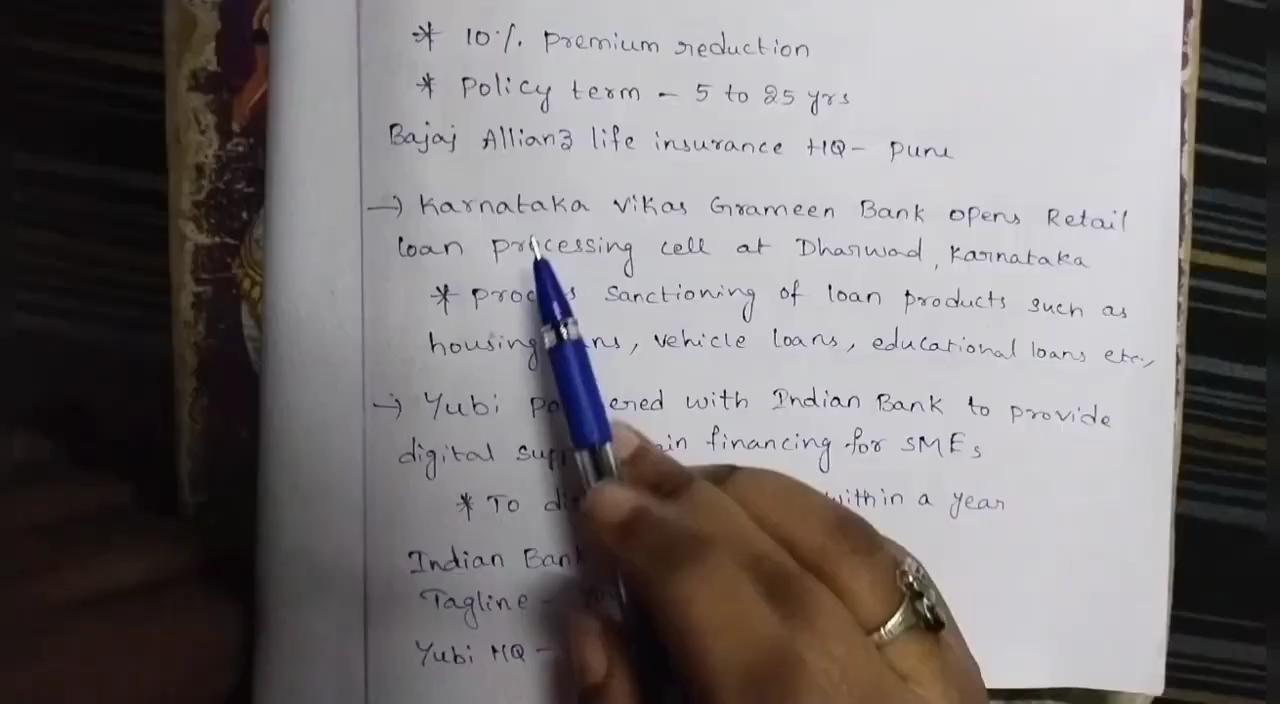 * 10% premium reduction
* Policy term - 5 to 25 yrs
Bajaj Allianz life insurance HQ- pune
→ Karnataka Vikas Grameen Bank opens Retail
loan processing cell at Dharwad, Karnataka
* sanctioning of loan products such as
housing, vehicle loans, educational loans etc.,
→ Yubi with Indian Bank to provide
digital financing for SMEs
* To within a year
Indian Bank
Tagline -
Yubi HQ -